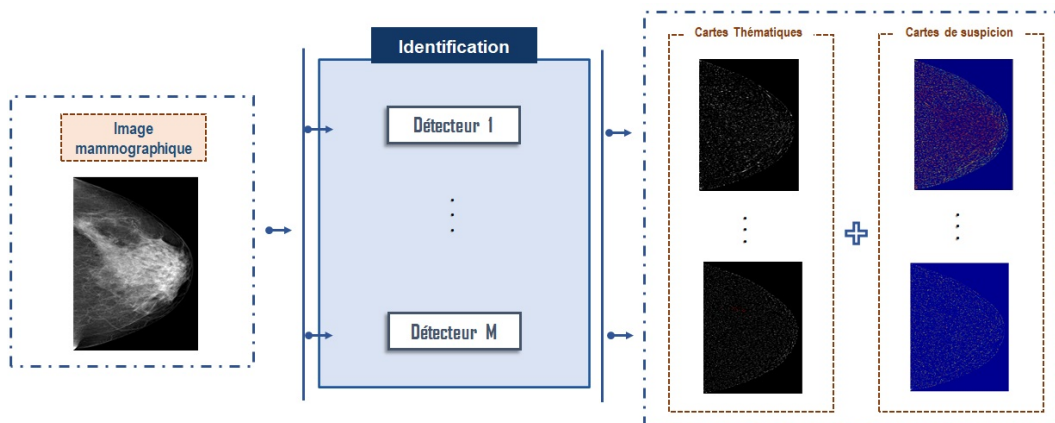 Image
mammographique
Identification
Détecteur 1
Détecteur M
Cartes Thématiques
Cartes de suspicion